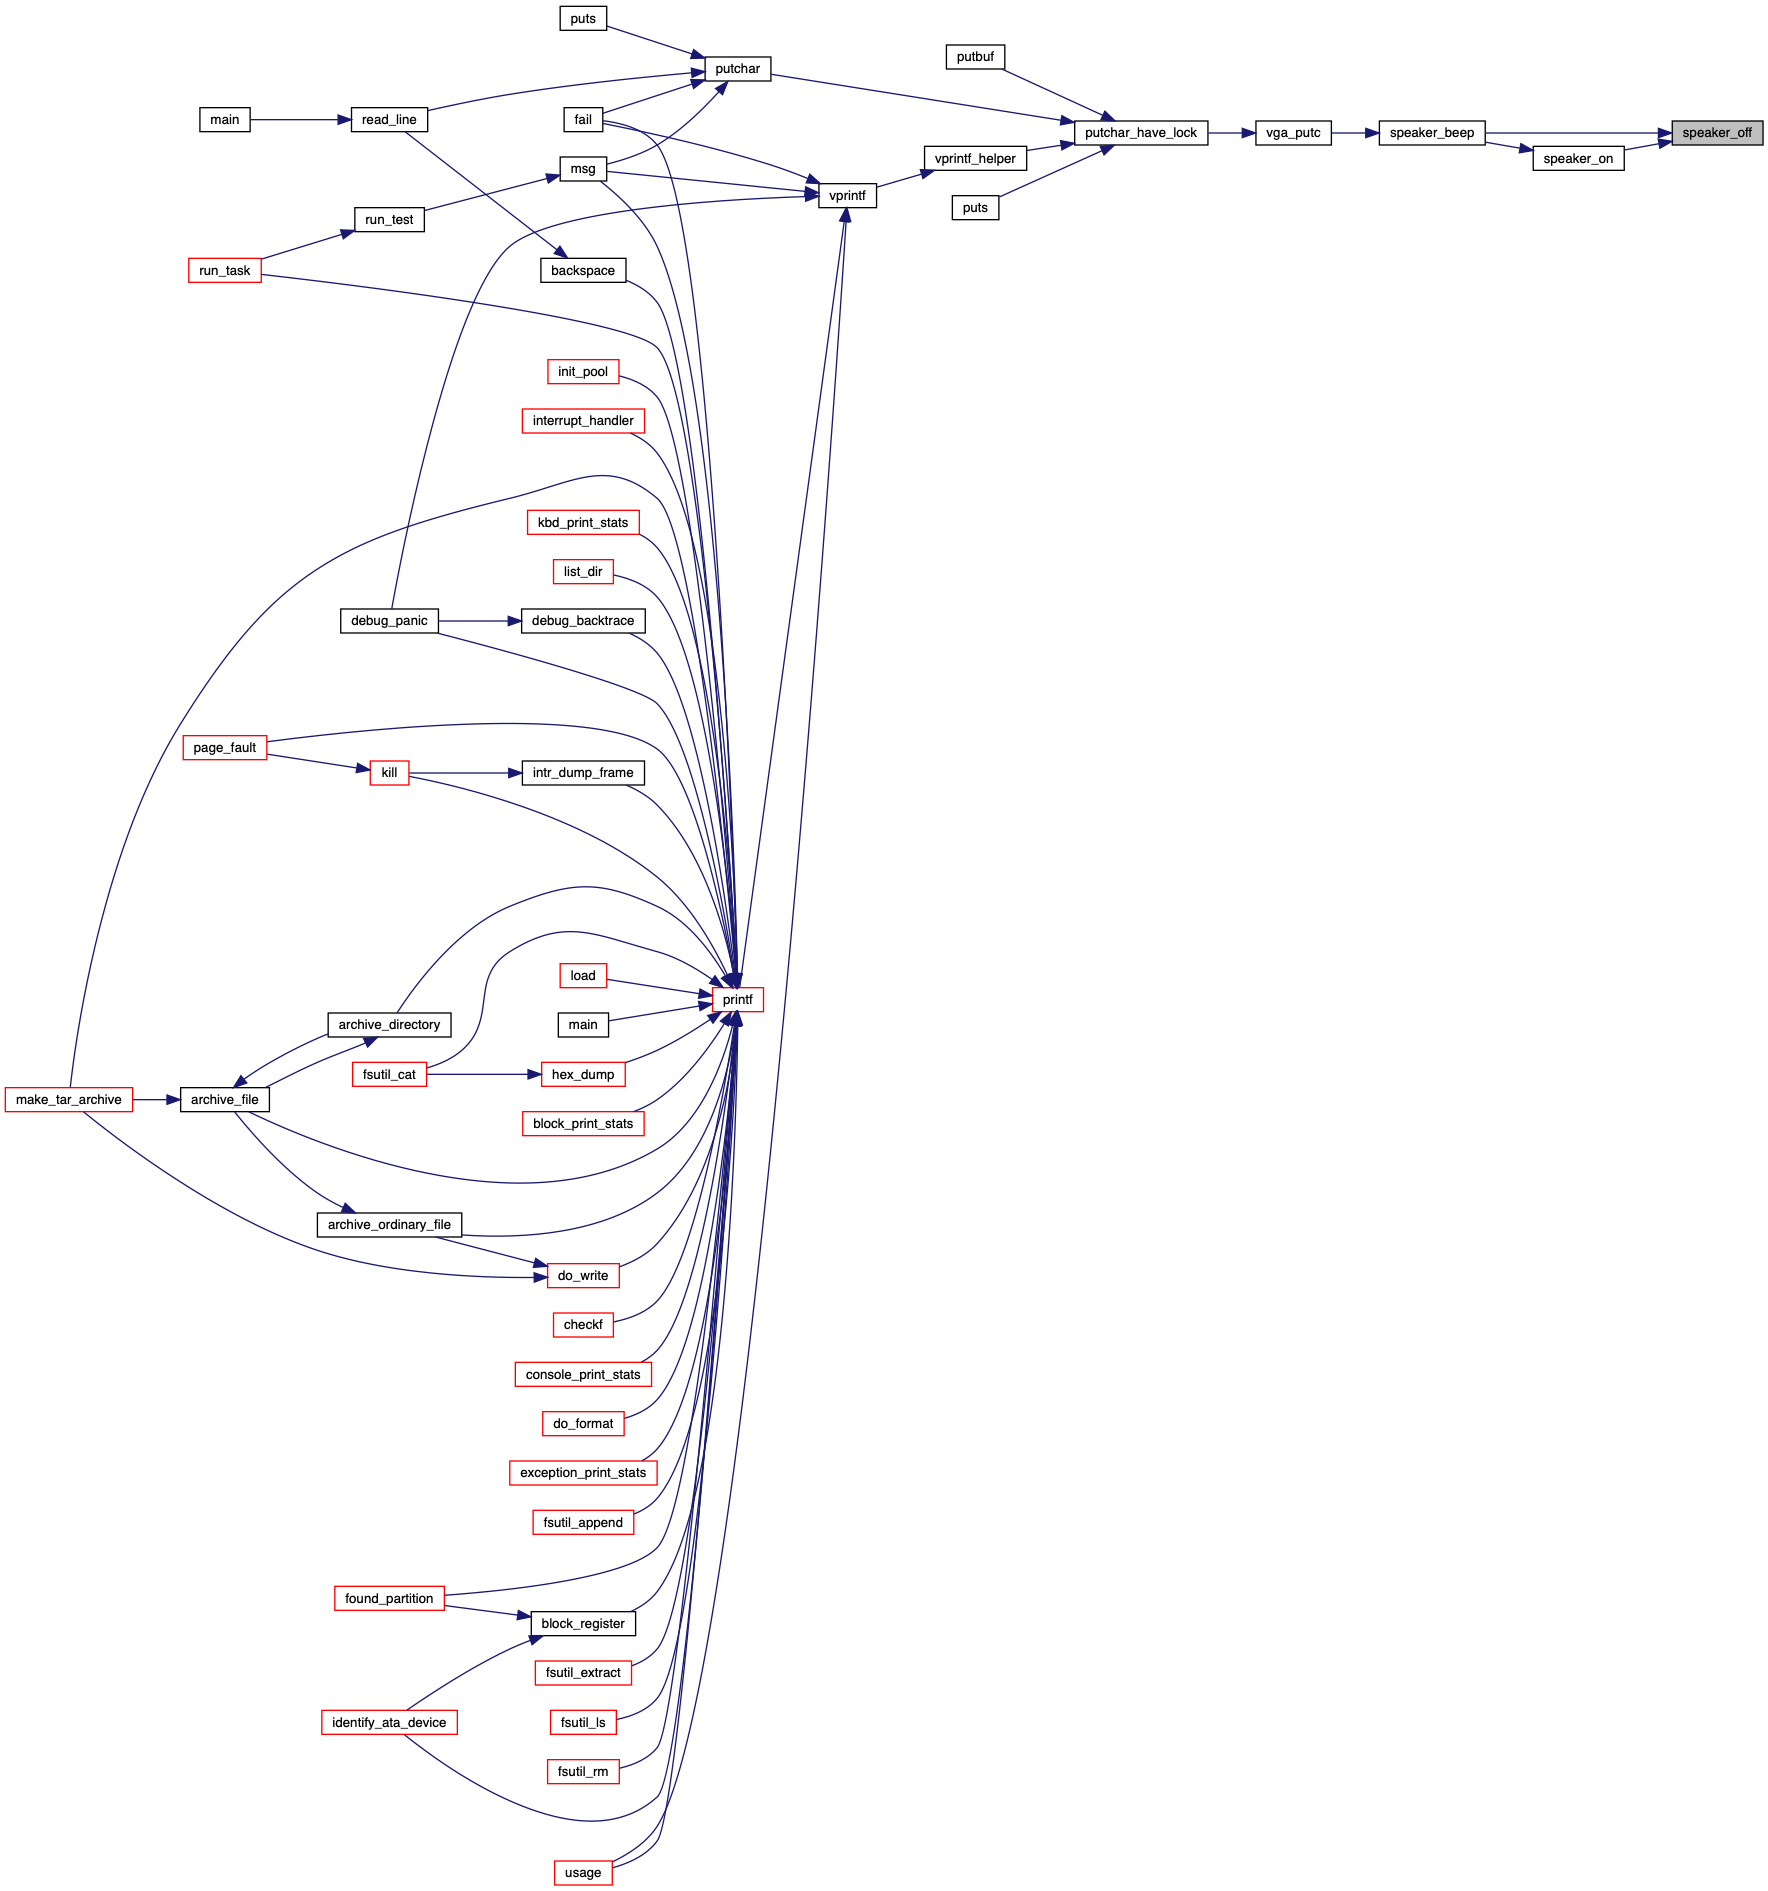 puts
putbuf
putchar
main
read_line
fail
putchar_have_lock
vga_putc
speaker_beep
speaker_off
vprintf_helper
speaker_on
msg
vprintf
puts
run_test
run_task
backspace
init_pool
interrupt_handler
kbd_print_stats
list_dir
debug_panic
debug_backtrace
page_fault
kill
intr_dump_frame
load
printf
archive_directory
main
fsutil_cat
hex_dump
make_tar_archive
archive_file
block_print_stats
archive_ordinary_file
do_write
checkf
console_print_stats
do_format
exception_print_stats
fsutil_append
found_partition
block_register
fsutil_extract
identify_ata_device
fsutil_ls
fsutil_rm
usage